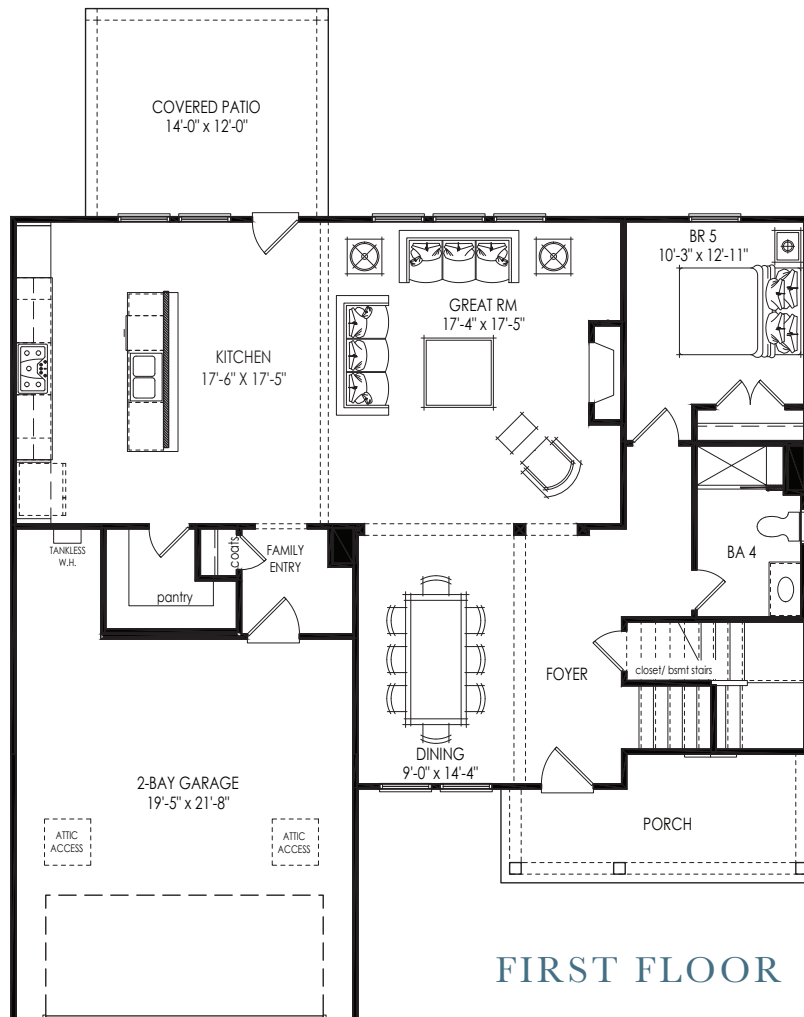 COVERED PATIO
14'-0" x 12'-0"
BR 5
10'-3" x 12'-11"
GREAT RM
17'-4" x 17'-5"
KITCHEN
17'-6" X 17'-5"
TANKLESS
W.H.
pantry
coats
FAMILY
ENTRY
BA 4
closet/ bsmt stairs
FOYER
DINING
9'-0" x 14'-4"
2-BAY GARAGE
19'-5" x 21'-8"
ATTIC
ACCESS
ATTIC
ACCESS
PORCH
FIRST FLOOR